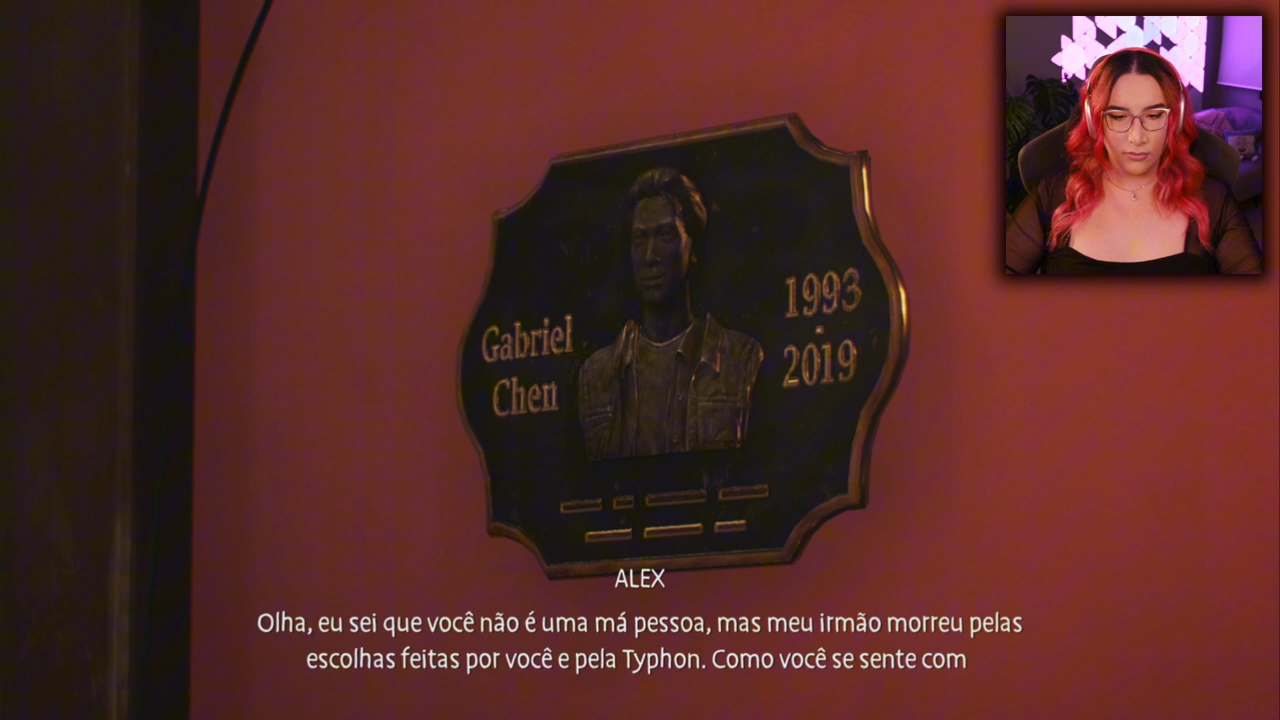 Gabriel
Chen
1993
-
2019
ALEX
Olha, eu sei que você não é uma má pessoa, mas meu irmão morreu pelas
escolhas feitas por você e pela Typhon. Como você se sente com